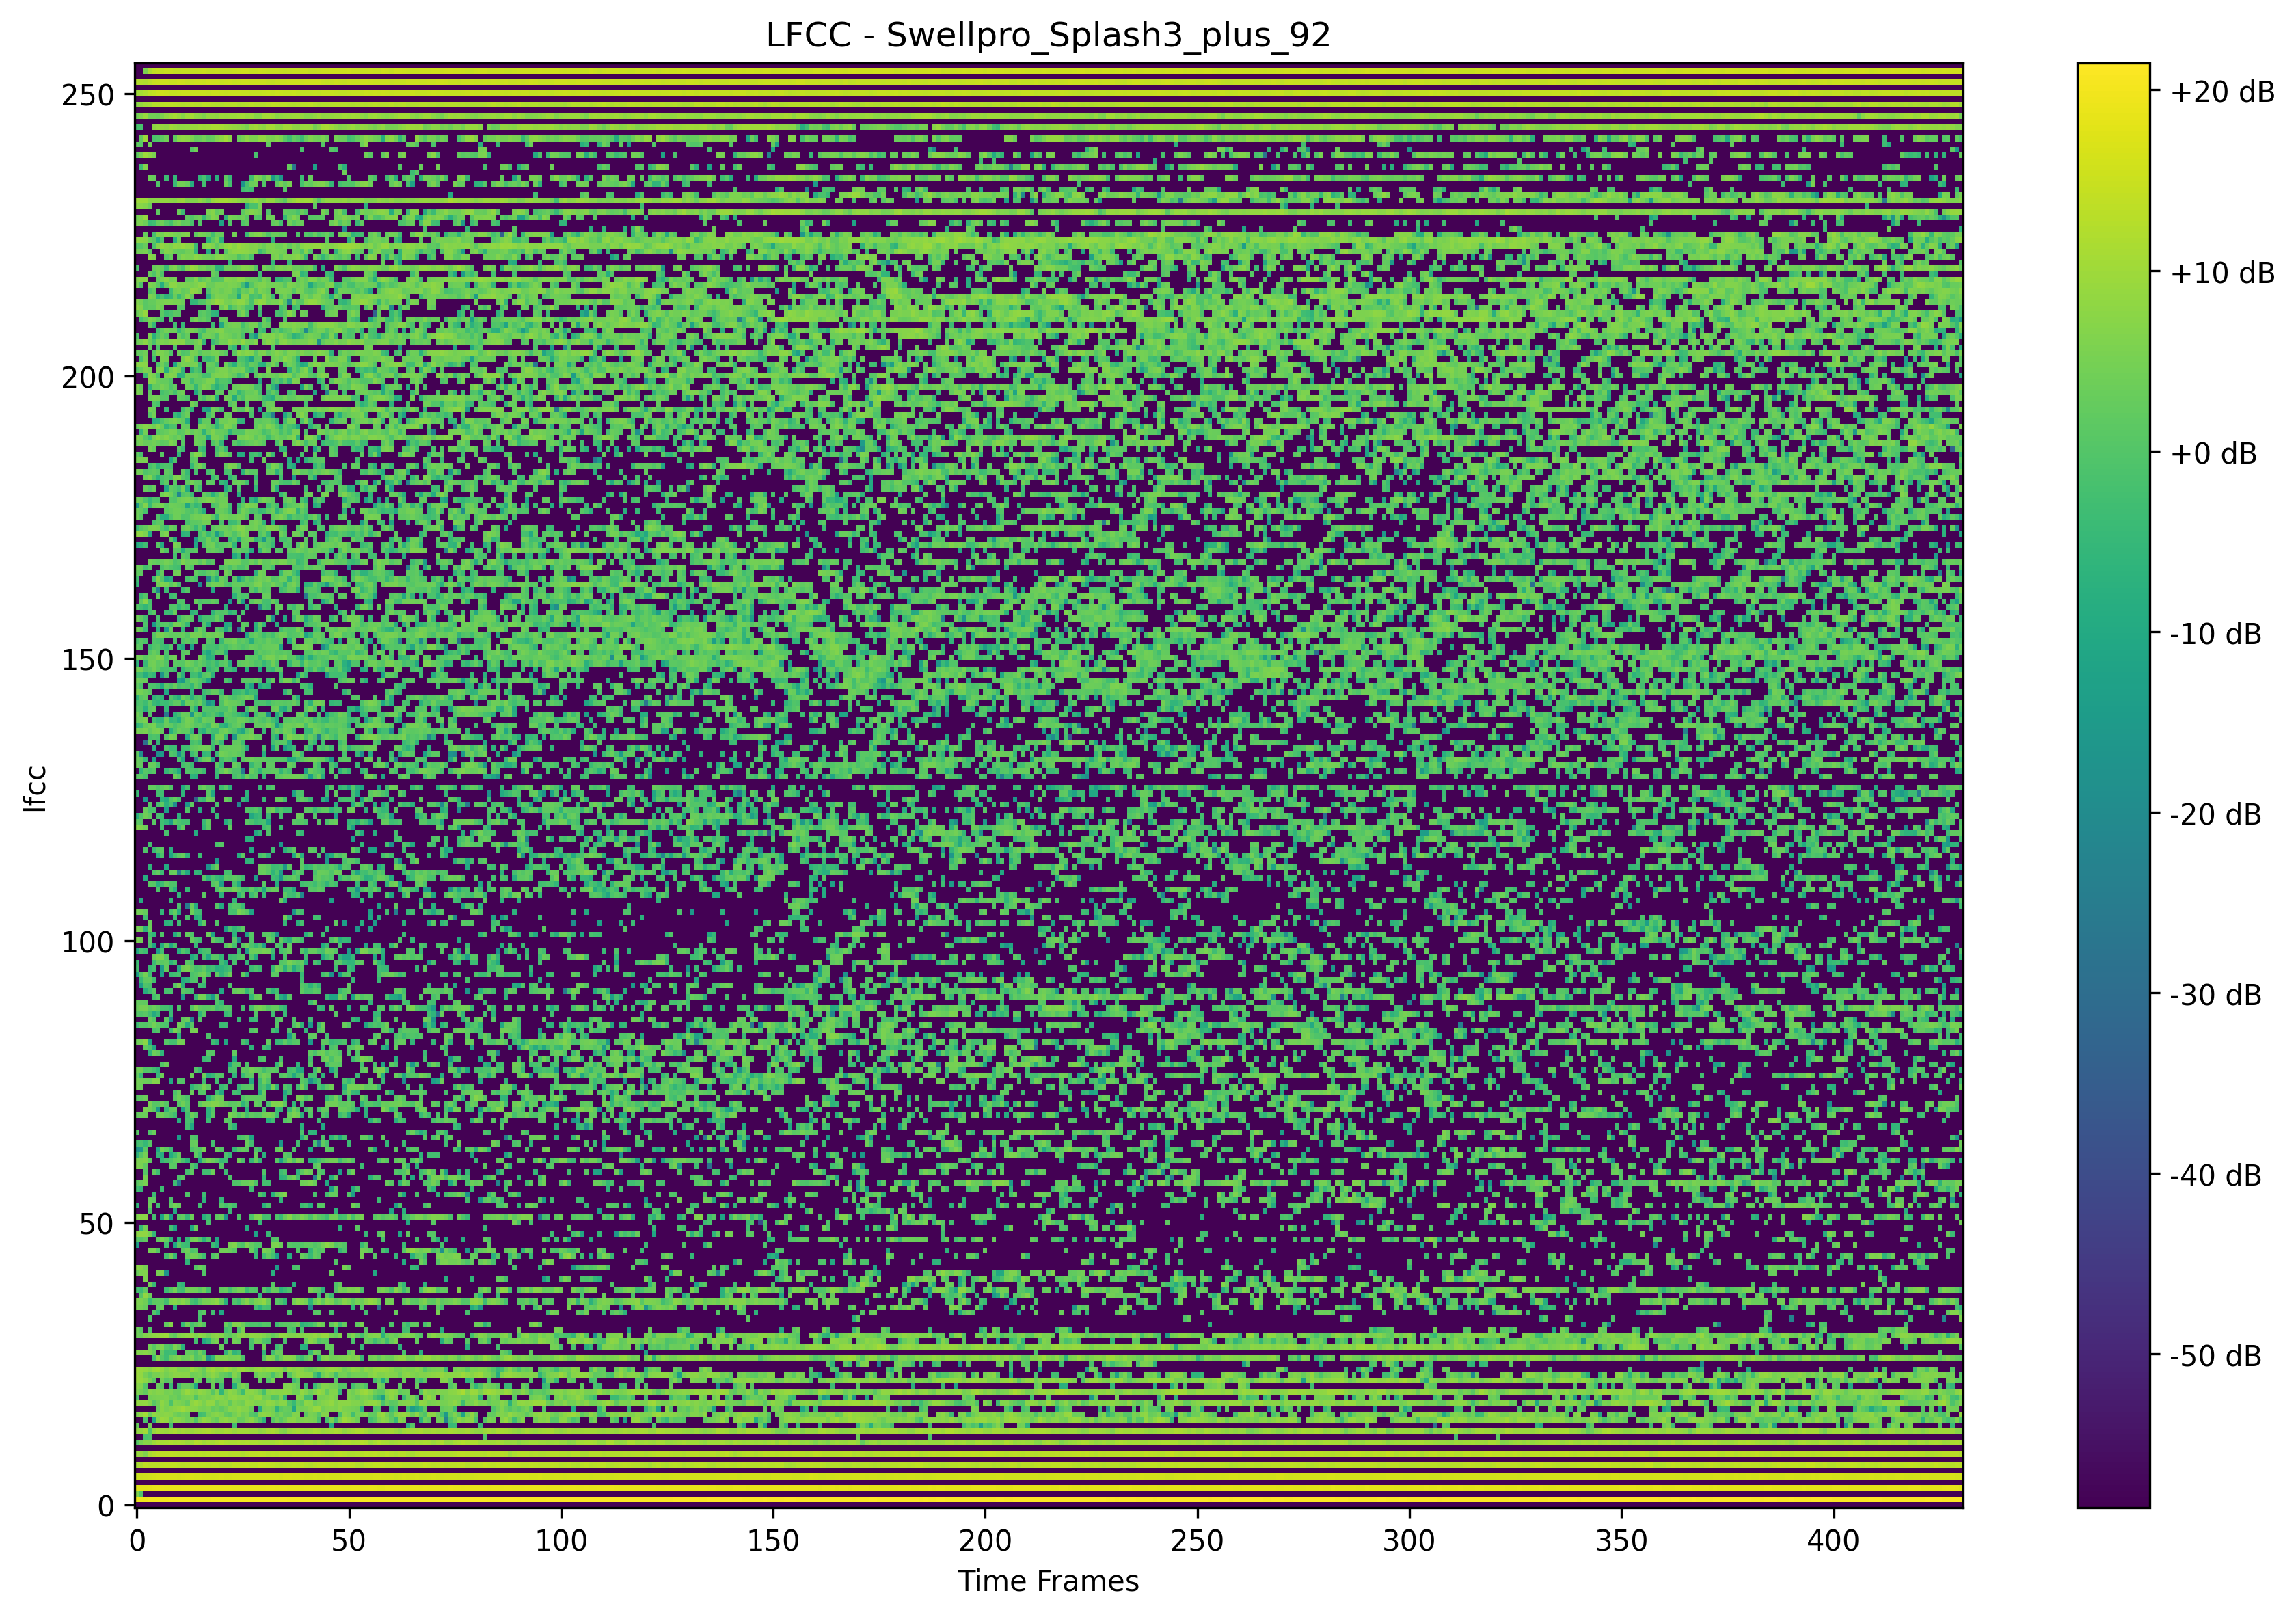 LFCC - Swellpro_Splash3_plus_92
250
200
150
100
50
0
lfcc
0 50 100 150 200 250 300 350 400
Time Frames
+20 dB
+10 dB
+0 dB
-10 dB
-20 dB
-30 dB
-40 dB
-50 dB